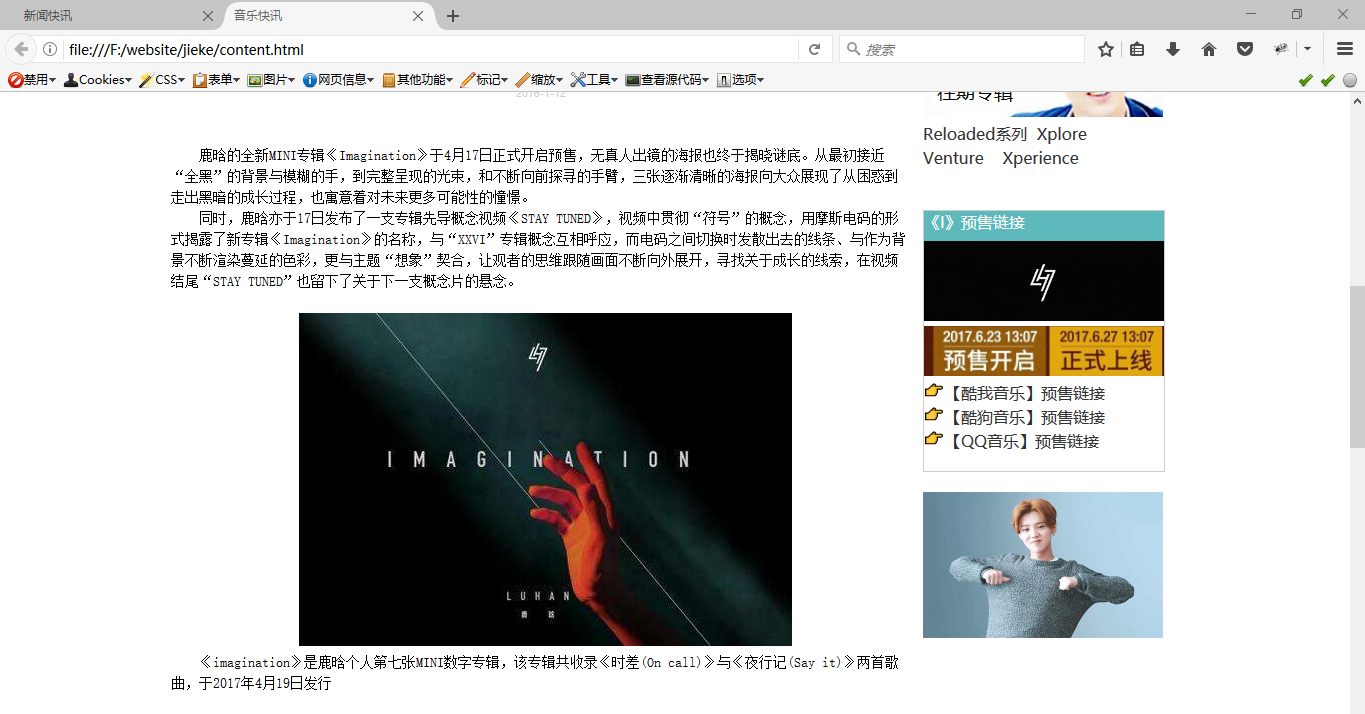 新闻快讯
音乐快讯
file:///F:/website/jieke/content.html
搜索
禁用 Cookies CSS 表单 图片 网页信息 其他功能 标记 缩放 工具 查看源代码 选项
2016-1-12
鹿晗的全新MINI专辑《Imagination》于4月17日正式开启预售，无真人出镜的海报也终于揭晓谜底。从最初接近
“全黑”的背景与模糊的手，到完整呈现的光束，和不断向前探寻的手臂，三张逐渐清晰的海报向大众展现了从困惑到
走出黑暗的成长过程，也寓意着对未来更多可能性的憧憬。
同时，鹿晗亦于17日发布了一支专辑先导概念视频《STAY TUNED》，视频中贯彻“符号”的概念，用摩斯电码的形
式揭露了新专辑《Imagination》的名称，与“XXVI”专辑概念互相呼应，而电码之间切换时发散出去的线条、与作为背
景不断渲染蔓延的色彩，更与主题“想象”契合，让观者的思维跟随画面不断向外展开，寻找关于成长的线索，在视频
结尾“STAY TUNED”也留下了关于下一支概念片的悬念。
IMAGINATION
LUHAN
鹿 晗
《imagination》是鹿晗个人第七张MINI数字专辑，该专辑共收录《时差(On call)》与《夜行记(Say it)》两首歌
曲，于2017年4月19日发行
往期专辑
Reloaded系列 Xplore
Venture Xperience
《I》预售链接
2017.6.23 13:07 2017.6.27 13:07
预售开启 正式上线
【酷我音乐】预售链接
【酷狗音乐】预售链接
【QQ音乐】预售链接